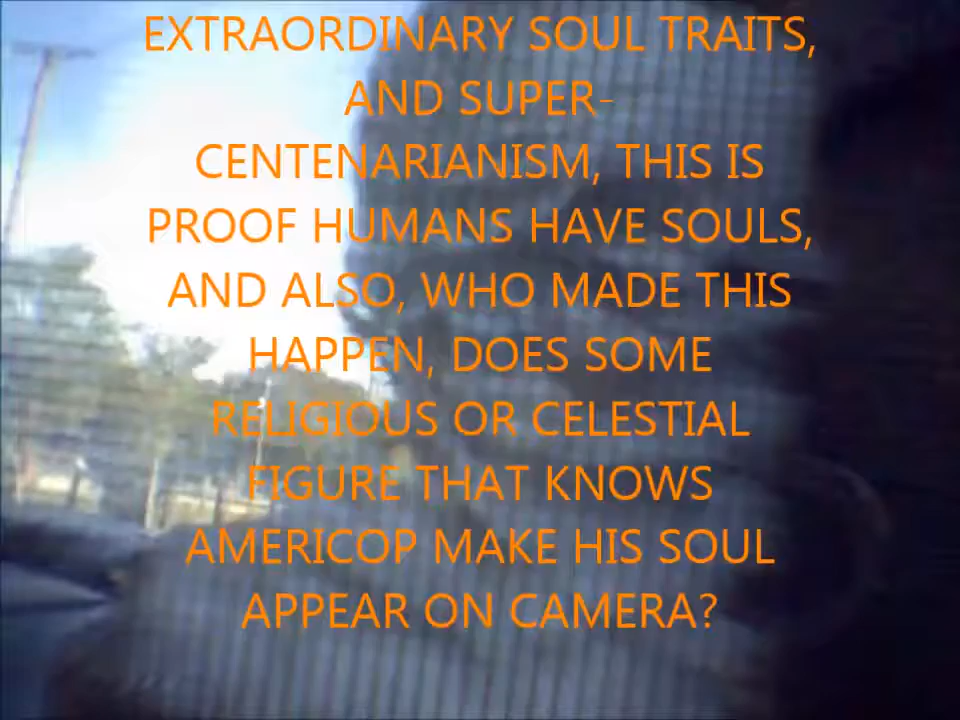 EXTRAORDINARY SOUL TRAITS,
AND SUPER-
CENTENARIANISM, THIS IS
PROOF HUMANS HAVE SOULS,
AND ALSO, WHO MADE THIS
HAPPEN, DOES SOME
RELIGIOUS OR CELESTIAL
FIGURE THAT KNOWS
AMERICOP MAKE HIS SOUL
APPEAR ON CAMERA?